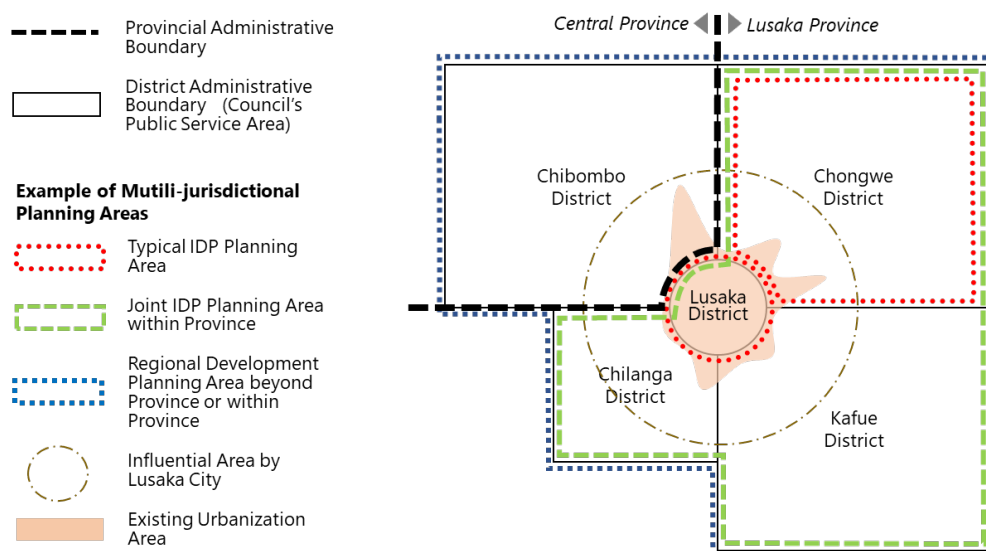 Provincial Administrative
Boundary
District Administrative
Boundary (Council's
Public Service Area)
Example of Mutili-jurisdictional
Planning Areas
Typical IDP Planning
Area
Joint IDP Planning Area
within Province
Regional Development
Planning Area beyond
Province or within
Province
Influential Area by
Lusaka City
Existing Urbanization
Area
Central Province
Lusaka Province
Chibombo
District
Chongwe
District
Lusaka
District
Chilanga
District
Kafue
District